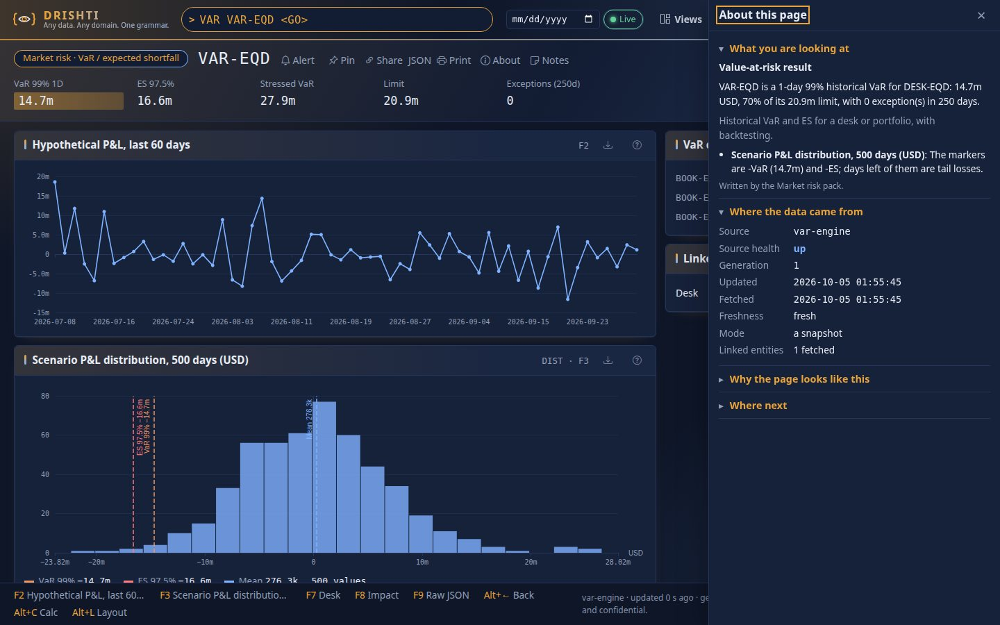 DRISHTI
Any data. Any domain. One grammar.
> VAR VAR-EQD <GO>
mm/dd/yyyy
Live
Views
Market risk · VaR / expected shortfall
VAR-EQD
Alert
Pin
Share
JSON
Print
About
Notes
VaR 99% 1D
ES 97.5%
Stressed VaR
Limit
Exceptions (250d)
14.7m
16.6m
27.9m
20.9m
0
Hypothetical P&L, last 60 days
F2
20m
15m
10m
5.0m
0
-5.0m
-10m
-15m
2026-07-08 2026-07-16 2026-07-24 2026-08-03 2026-08-11 2026-08-19 2026-08-27 2026-09-04 2026-09-15 2026-09-23
VaR
BOOK-E
BOOK-E
BOOK-E
Linke
Desk
Scenario P&L distribution, 500 days (USD)
DIST · F3
80
60
40
20
0
ES 97.5% −16.6m
VaR 99% −14.7m
Mean 276.3k
−23.82m −20m −10m 0 10m 20m 28.02m
USD
VaR 99% −14.7m ES 97.5% −16.6m Mean 276.3k 500 values
F2 Hypothetical P&L, last 60...
F3 Scenario P&L distributio...
F7 Desk
F8 Impact
F9 Raw JSON
Alt+← Back
Alt+C Calc
Alt+L Layout
var-engine · updated 0 s ago · ge
and confidential.
About this page
×
What you are looking at
Value-at-risk result
VAR-EQD is a 1-day 99% historical VaR for DESK-EQD: 14.7m
USD, 70% of its 20.9m limit, with 0 exception(s) in 250 days.
Historical VaR and ES for a desk or portfolio, with
backtesting.
• Scenario P&L distribution, 500 days (USD): The markers
are -VaR (14.7m) and -ES; days left of them are tail losses.
Written by the Market risk pack.
Where the data came from
Source var-engine
Source health up
Generation 1
Updated 2026-10-05 01:55:45
Fetched 2026-10-05 01:55:45
Freshness fresh
Mode a snapshot
Linked entities 1 fetched
Why the page looks like this
Where next